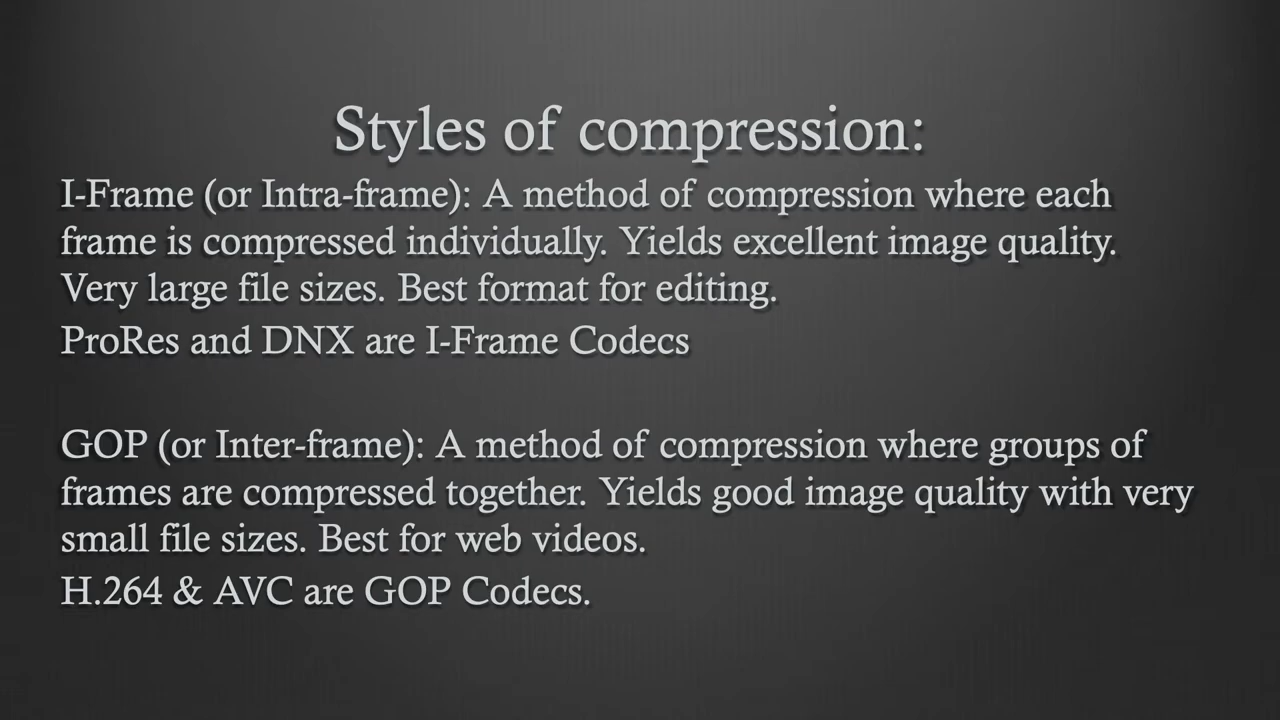 Styles of compression:
I-Frame (or Intra-frame): A method of compression where each
frame is compressed individually. Yields excellent image quality.
Very large file sizes. Best format for editing.
ProRes and DNX are I-Frame Codecs
GOP (or Inter-frame): A method of compression where groups of
frames are compressed together. Yields good image quality with very
small file sizes. Best for web videos.
H.264 & AVC are GOP Codecs.